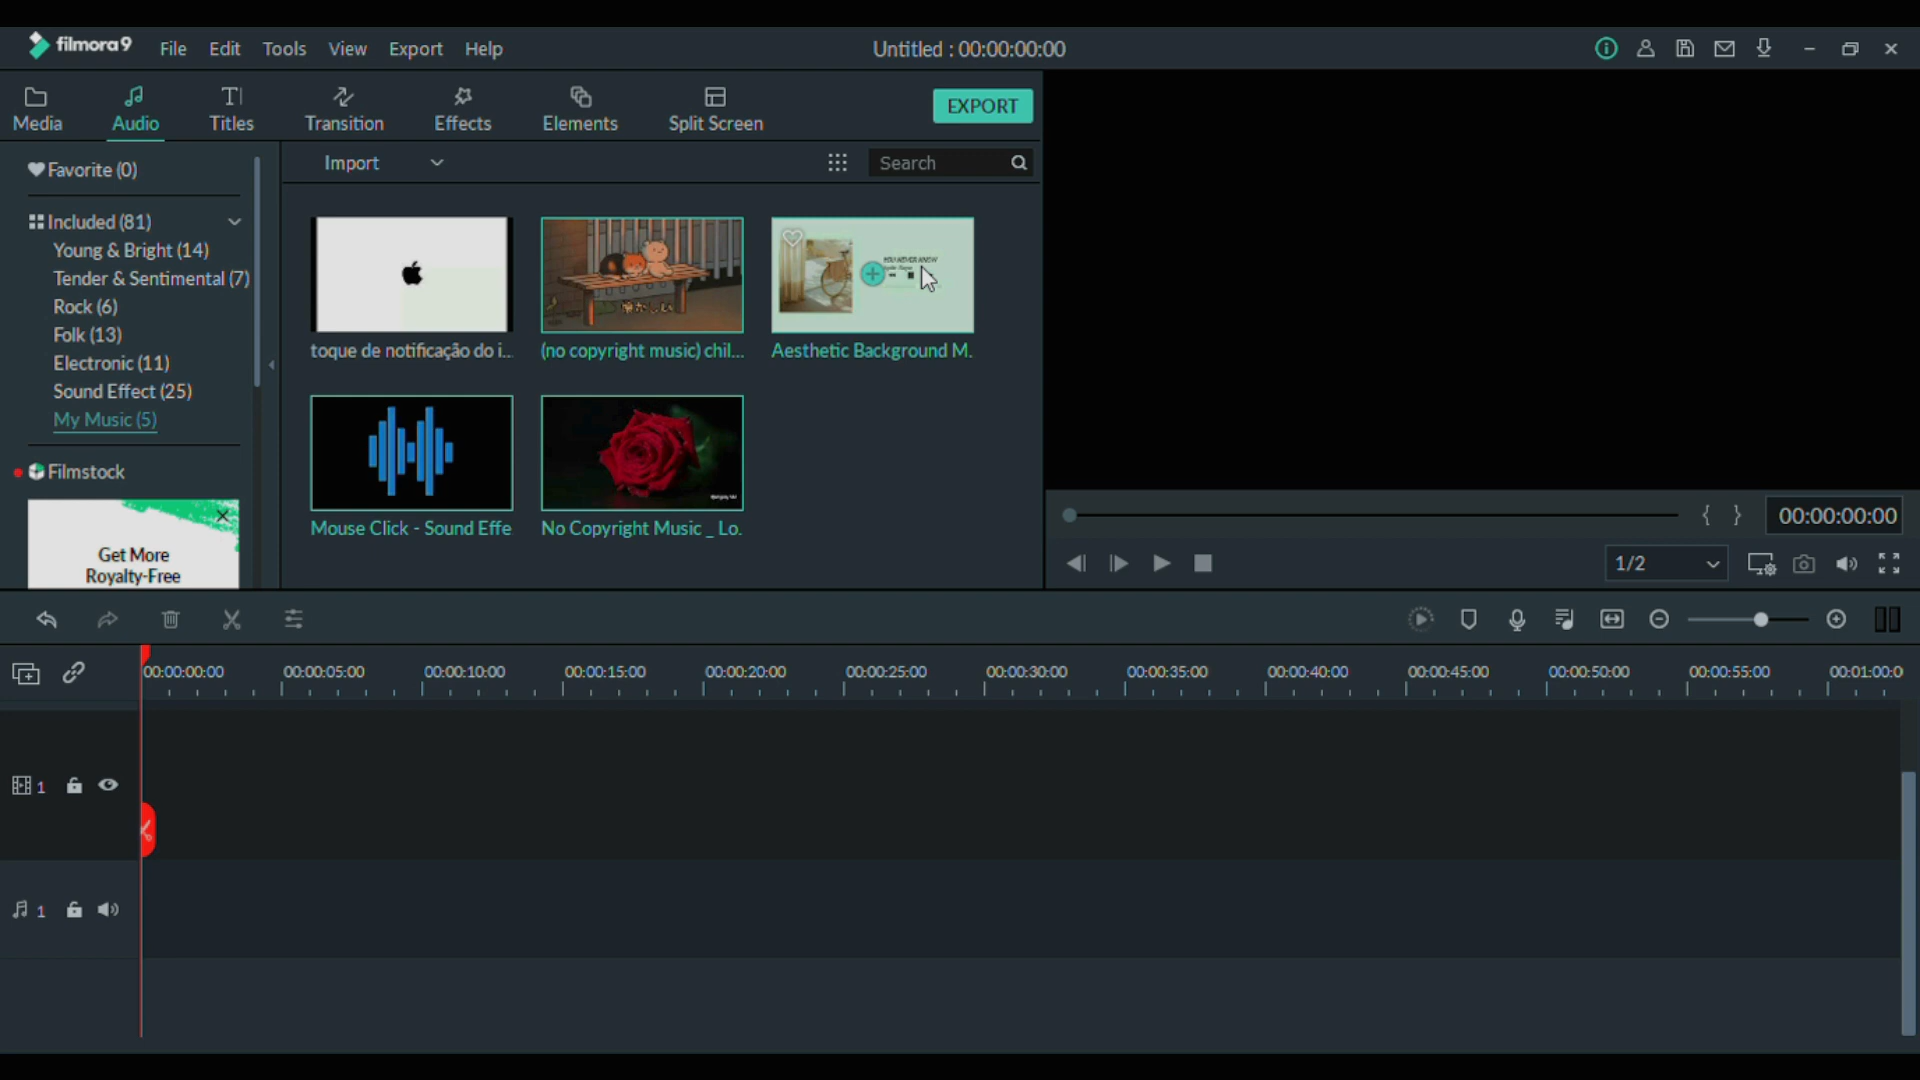 filmora9 File Edit Tools View Export Help Untitled : 00:00:00:00
Media Audio Titles Transition Effects Elements Split Screen EXPORT
Favorite (0)
Included (81)
Young & Bright (14)
Tender & Sentimental (7)
Rock (6)
Folk (13)
Electronic (11)
Sound Effect (25)
My Music (5)
Filmstock
Get More
Royalty-Free
Import Search
YOU NEVER KNOW
toque de notificação do i... (no copyright music) chil... Aesthetic Background M.
Mouse Click - Sound Effe No Copyright Music _ Lo.
{ } 00:00:00:00
1/2
00:00:00:00 00:00:05:00 00:00:10:00 00:00:15:00 00:00:20:00 00:00:25:00 00:00:30:00 00:00:35:00 00:00:40:00 00:00:45:00 00:00:50:00 00:00:55:00 00:01:00:0
1
1